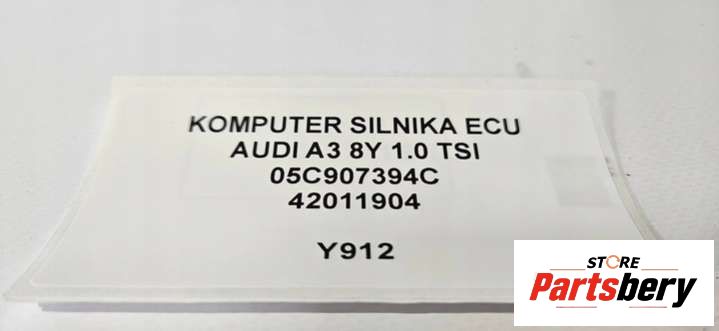 KOMPUTER SILNIKA ECU
AUDI A3 8Y 1.0 TSI
05C907394C
42011904
Y912
STORE
Partsbery